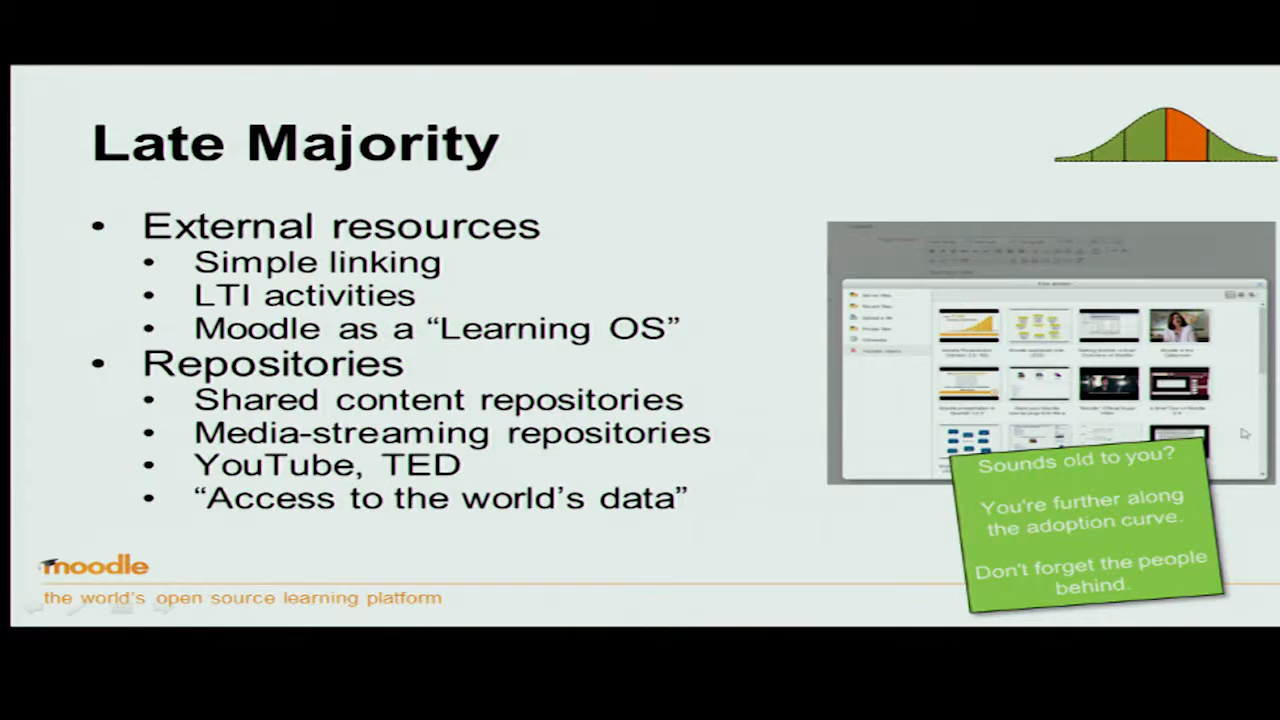 Late Majority
• External resources
• Simple linking
• LTI activities
• Moodle as a “Learning OS”
• Repositories
• Shared content repositories
• Media-streaming repositories
• YouTube, TED
• “Access to the world’s data”
Sounds old to you?
You're further along
the adoption curve.
Don't forget the people
behind.
moodle
the world’s open source learning platform